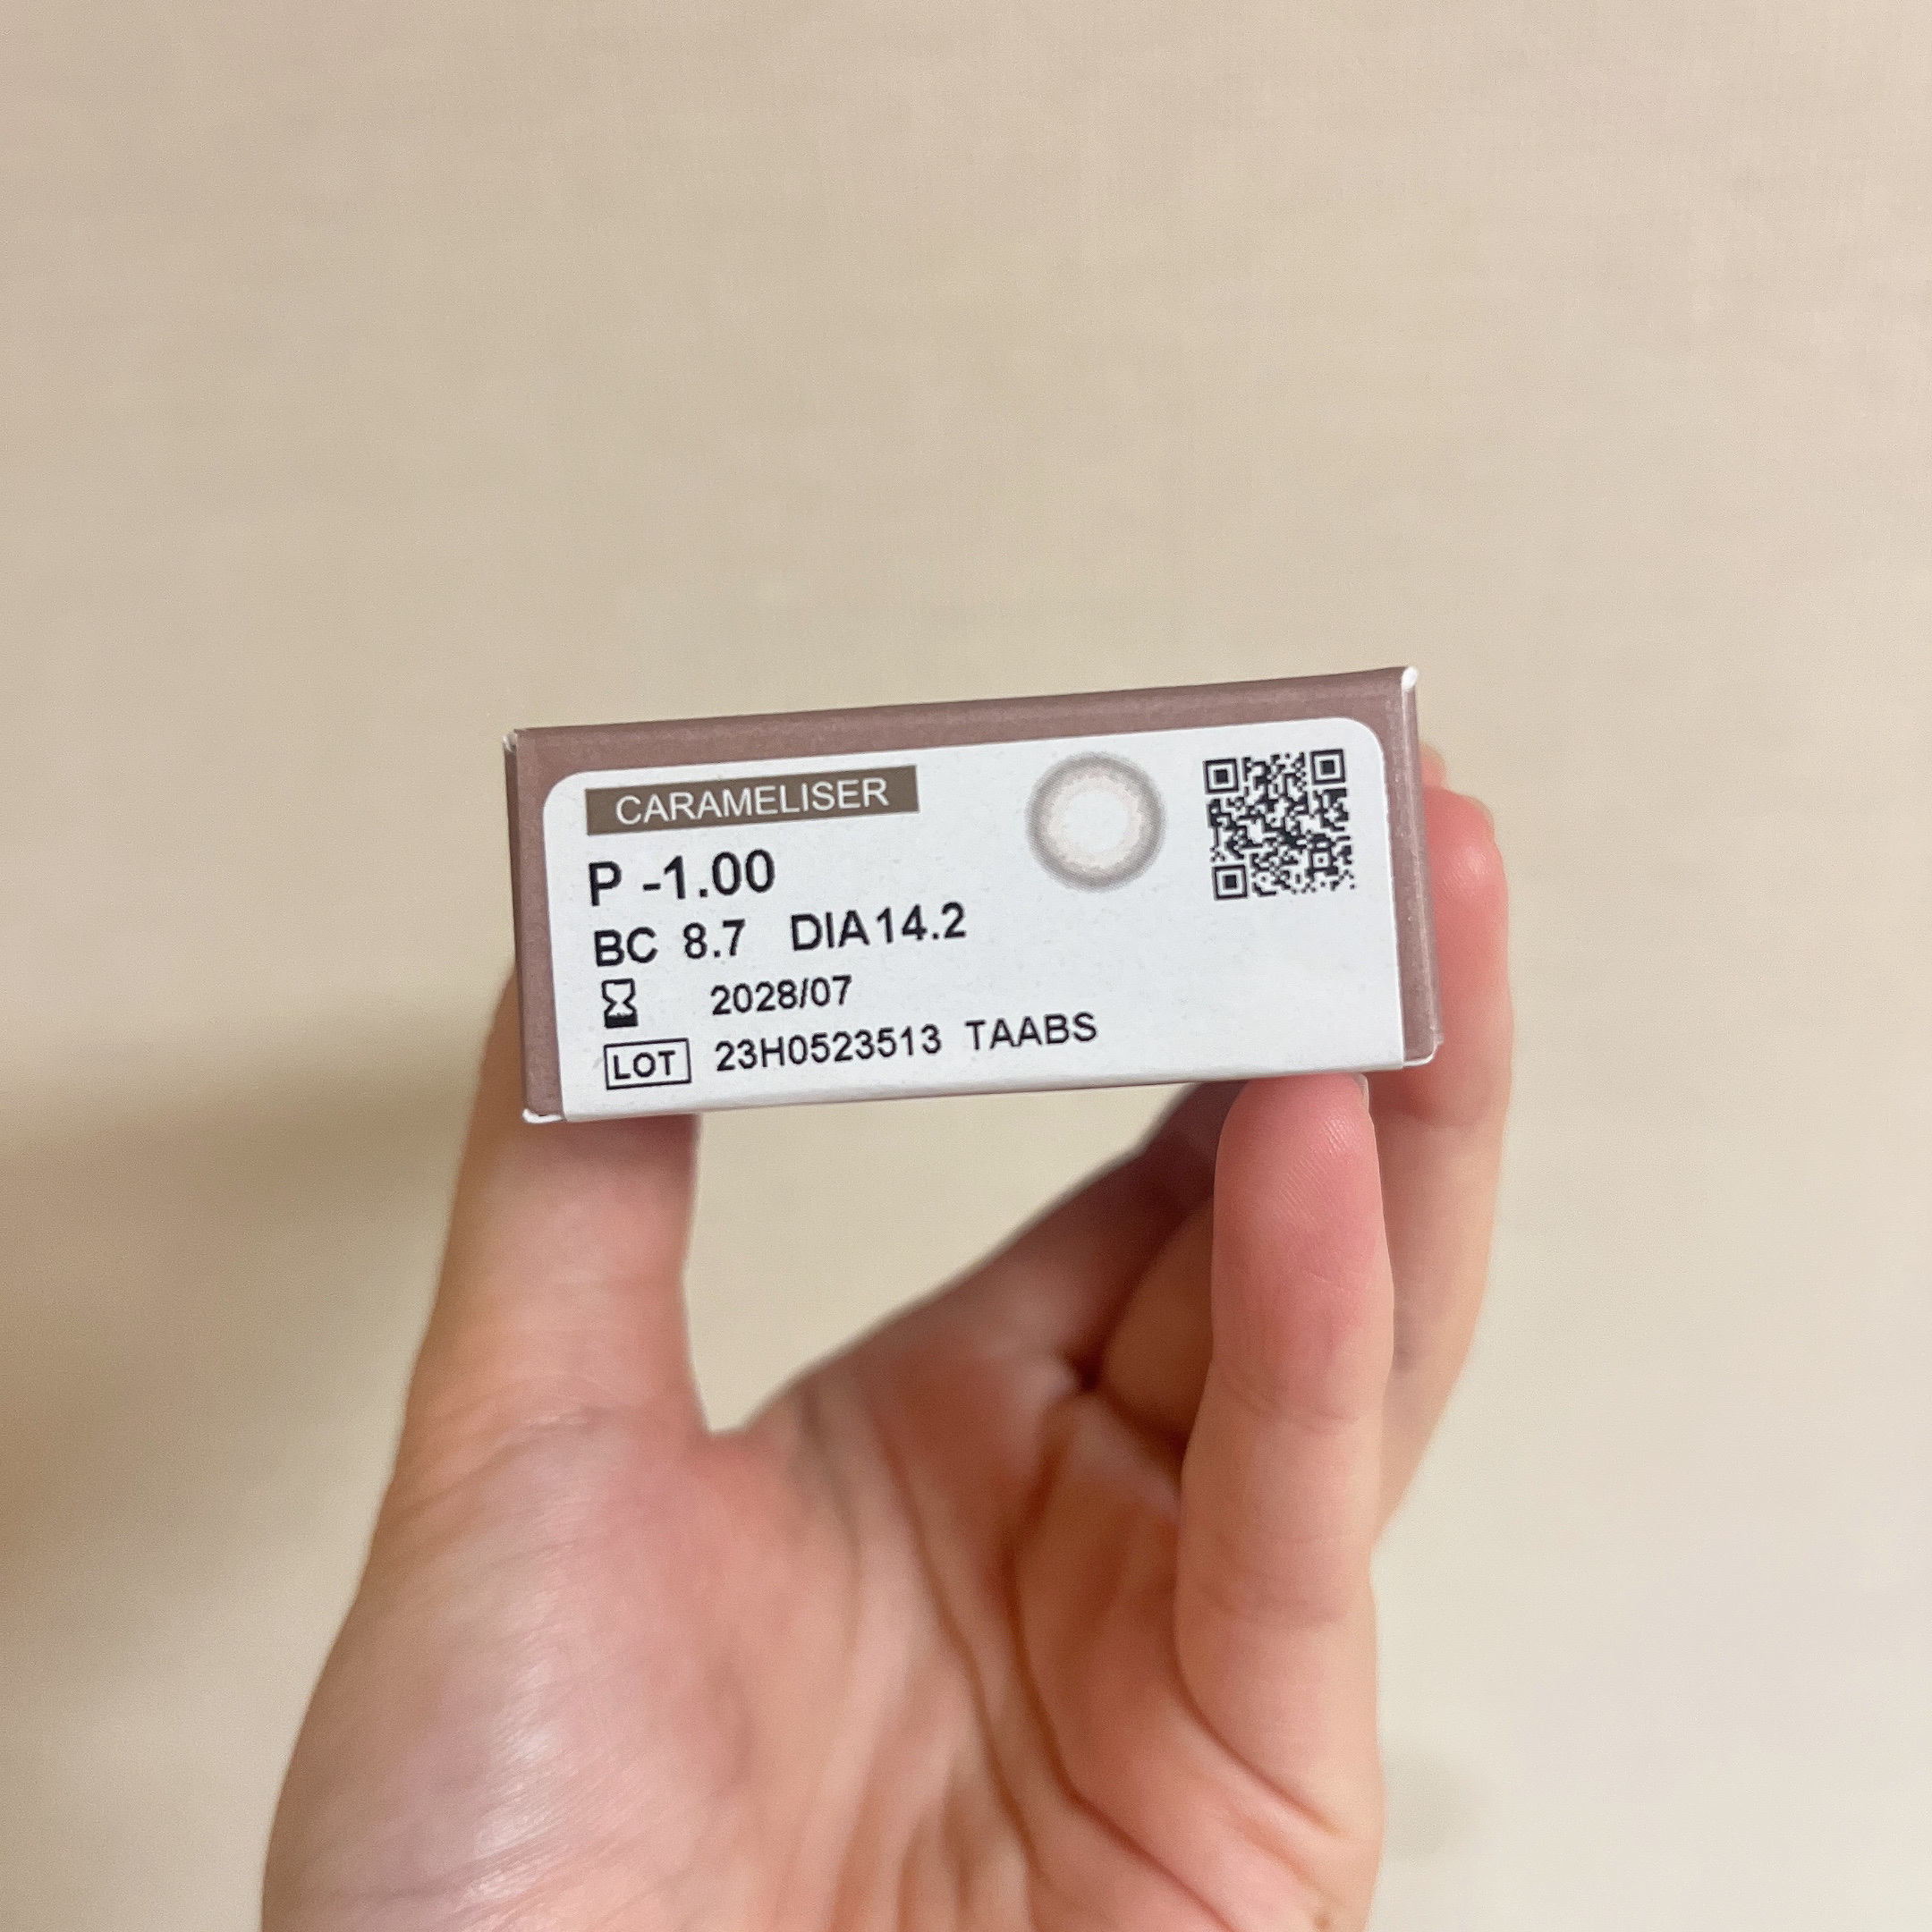 CARAMELISER
P -1.00
BC 8.7 DIA14.2
2028/07
LOT 23H0523513 TAABS